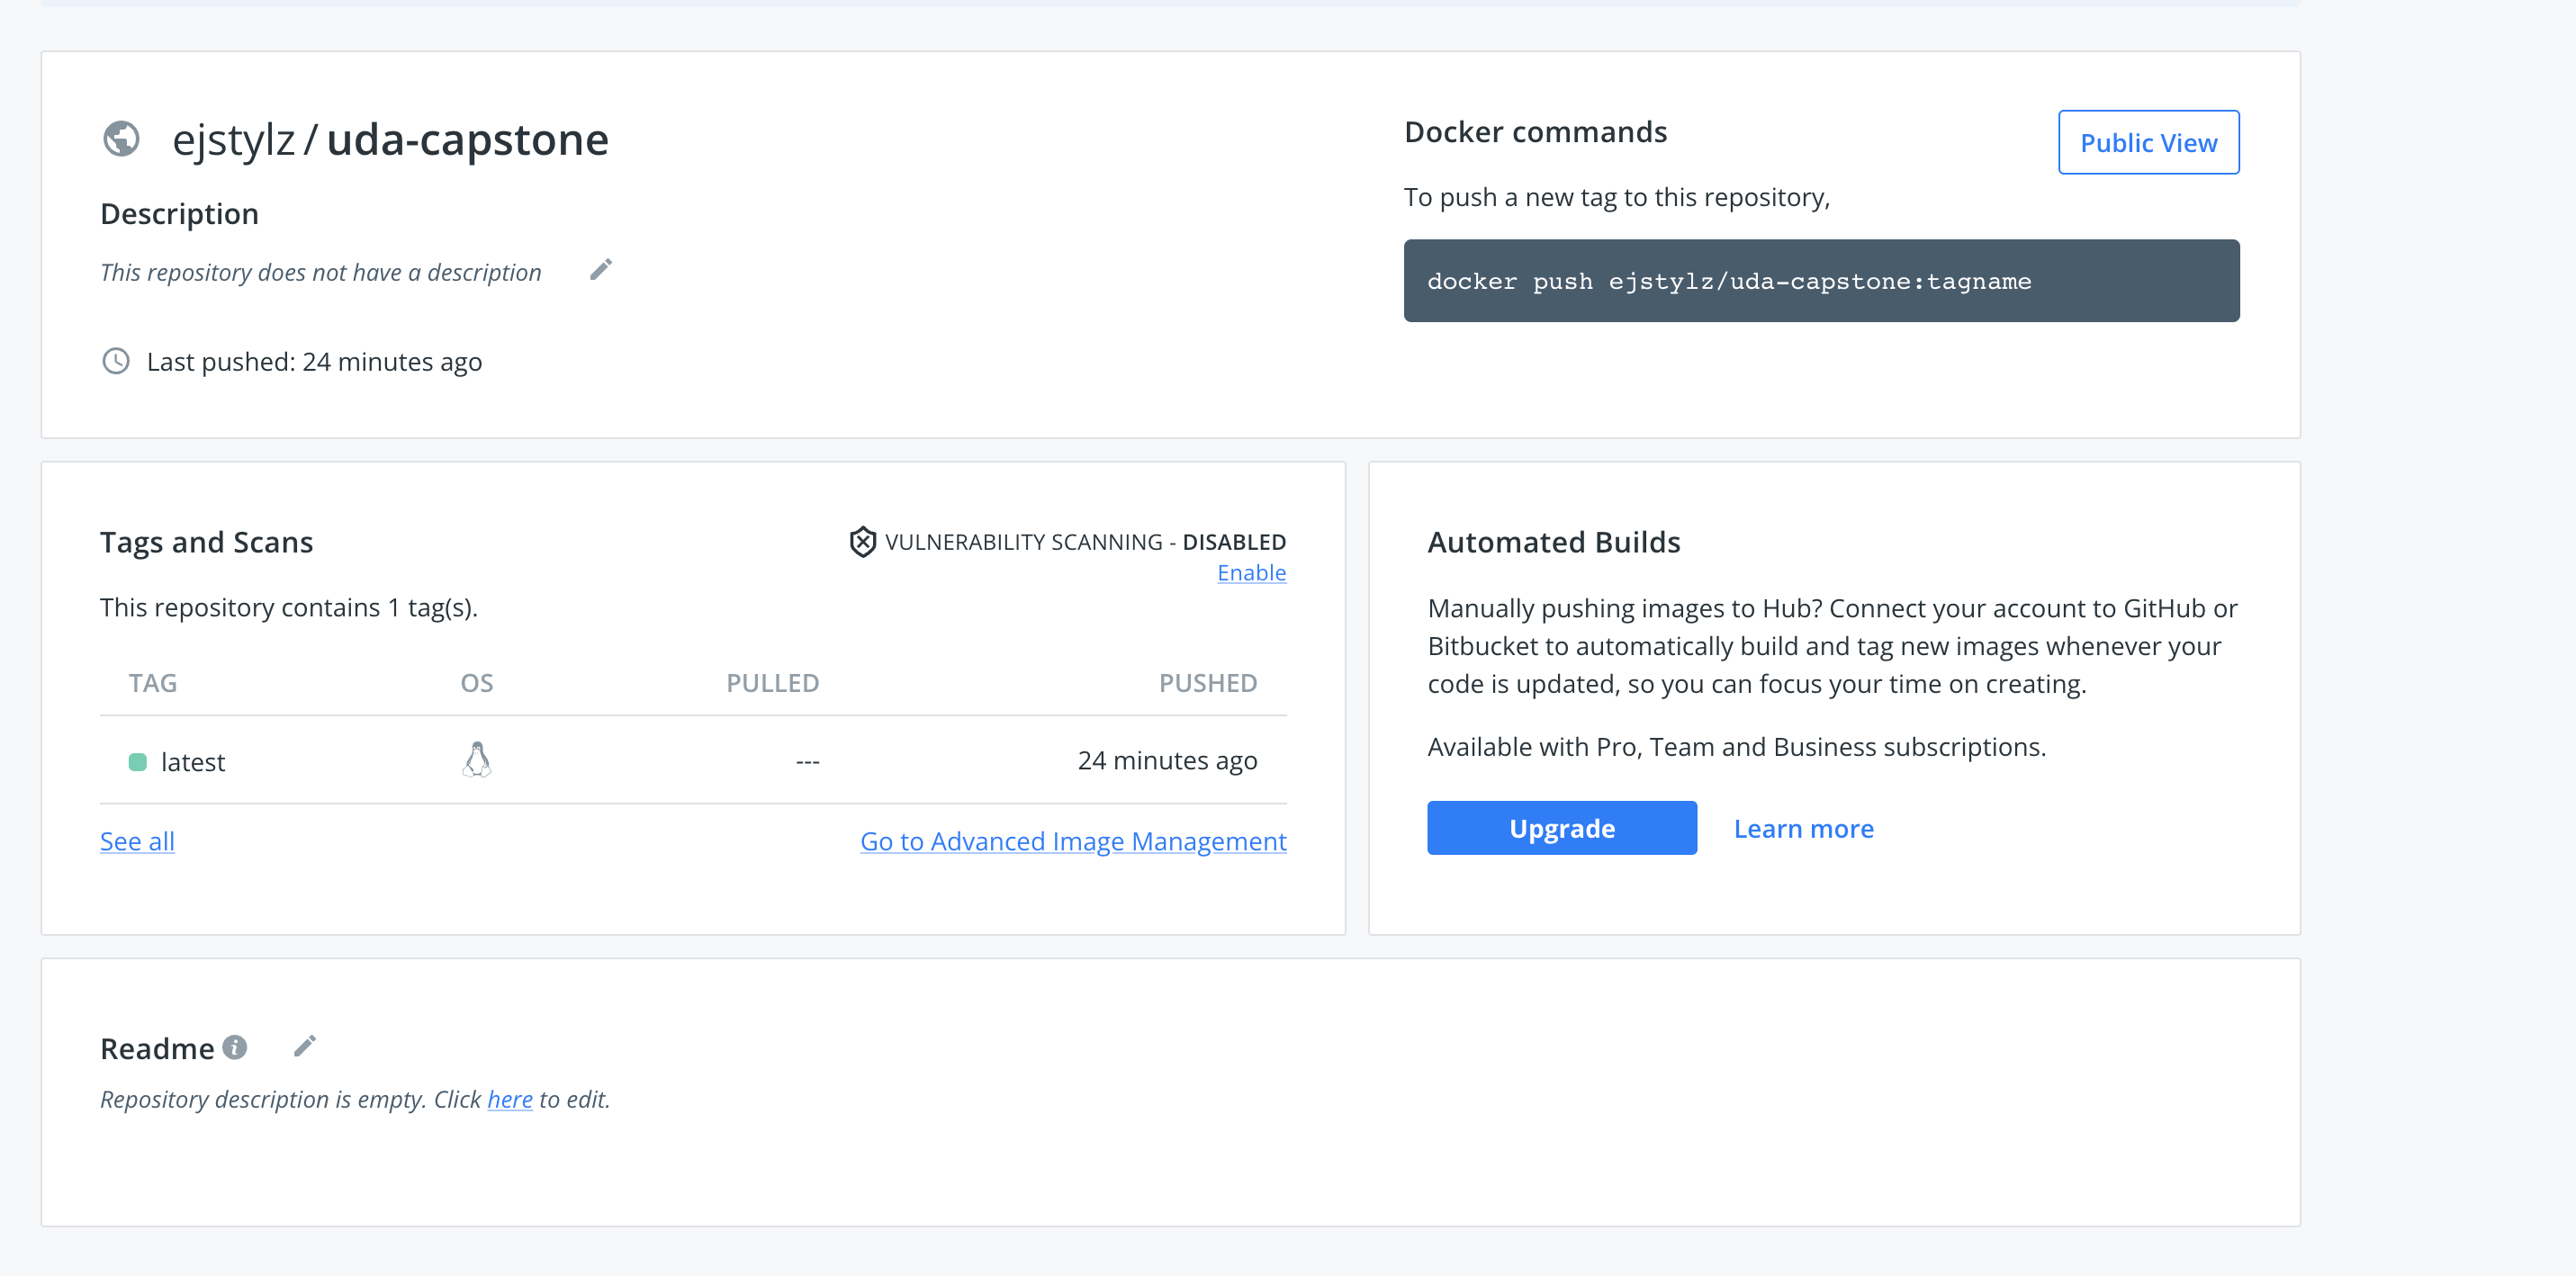 ejstylz / uda-capstone
Description
This repository does not have a description
Last pushed: 24 minutes ago
Docker commands
Public View
To push a new tag to this repository,
docker push ejstylz/uda-capstone:tagname
Tags and Scans
VULNERABILITY SCANNING - DISABLED
Enable
This repository contains 1 tag(s).
TAG OS PULLED PUSHED
latest --- 24 minutes ago
See all
Go to Advanced Image Management
Automated Builds
Manually pushing images to Hub? Connect your account to GitHub or
Bitbucket to automatically build and tag new images whenever your
code is updated, so you can focus your time on creating.
Available with Pro, Team and Business subscriptions.
Upgrade
Learn more
Readme
Repository description is empty. Click here to edit.